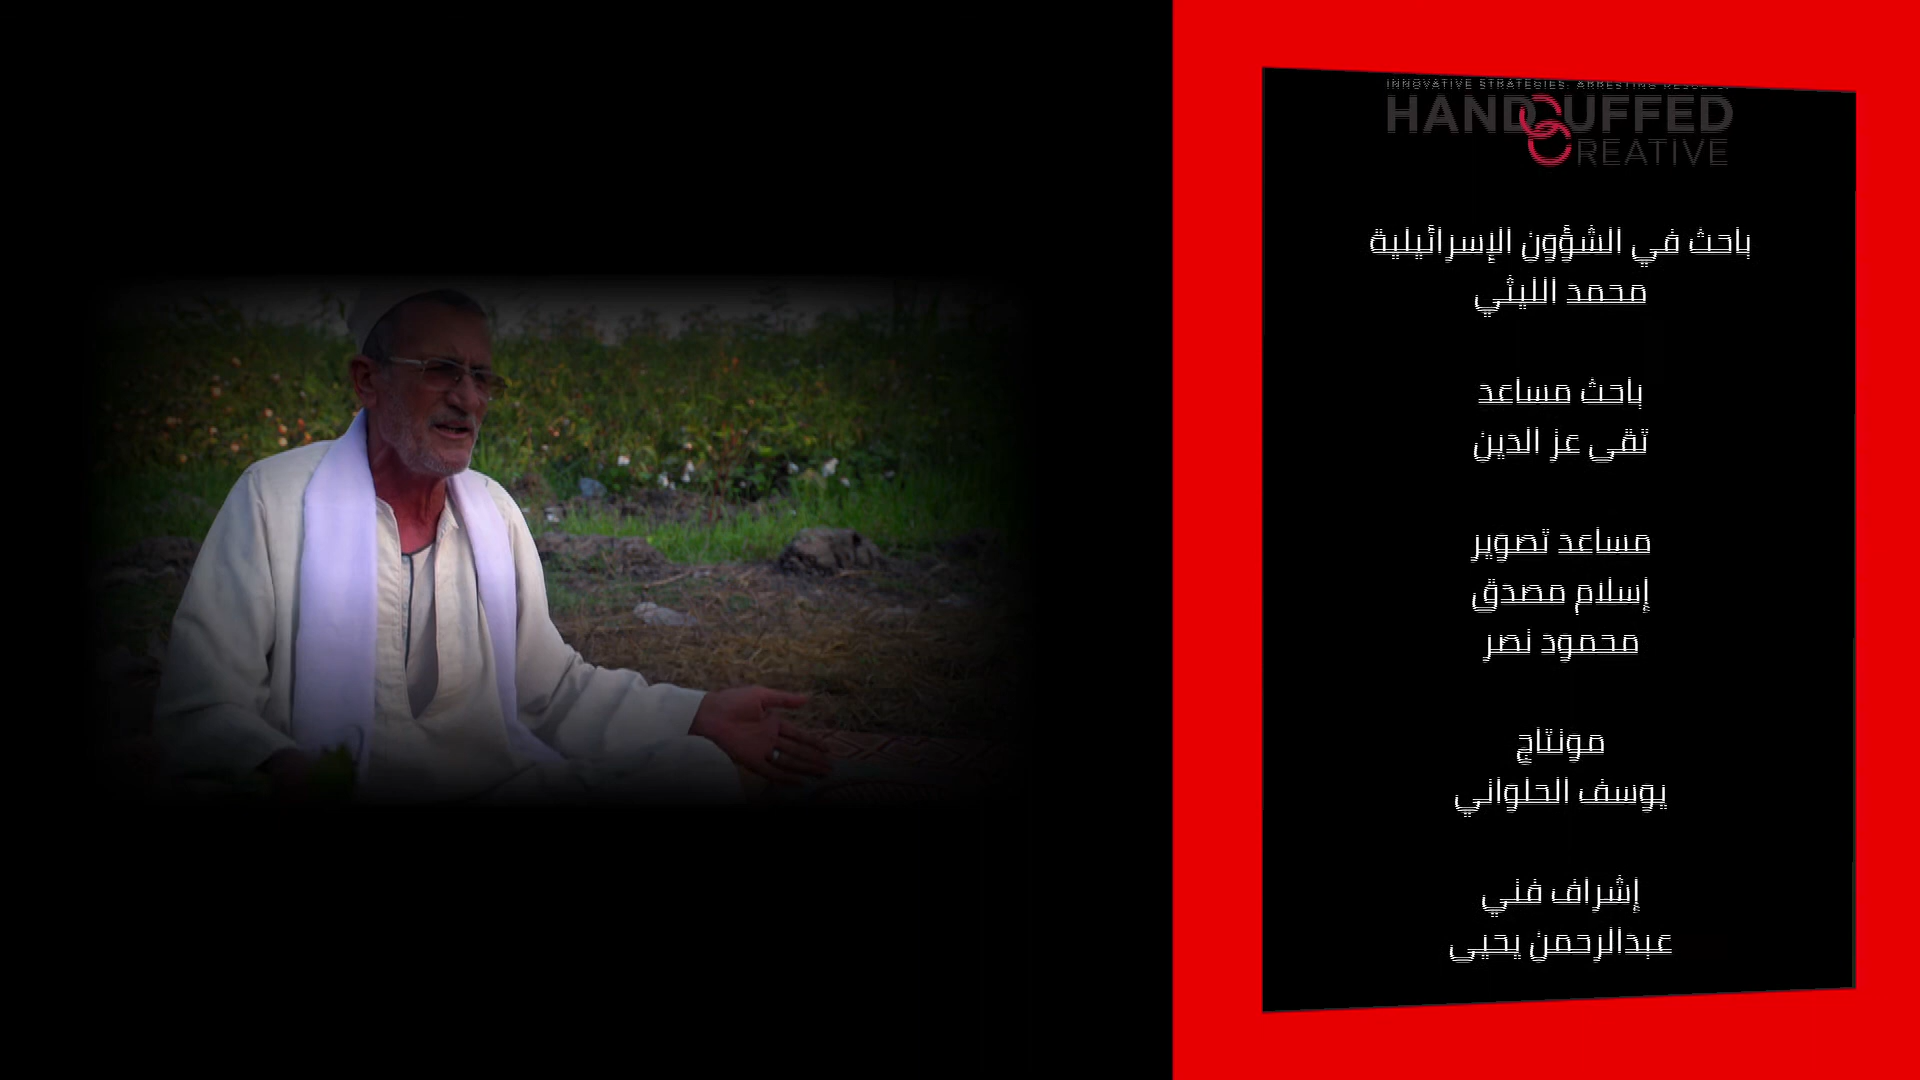 INNOVATIVE STRATEGIES. ARRESTING RESULTS.
HANDCUFFED
CREATIVE
باحث في الشؤون الإسرائيلية
محمد الليثي
باحث مساعد
تقى عز الدين
مساعد تصوير
إسلام مصدق
محمود نصر
مونتاج
يوسف الحلواني
إشراف فني
عبدالرحمن يحيى